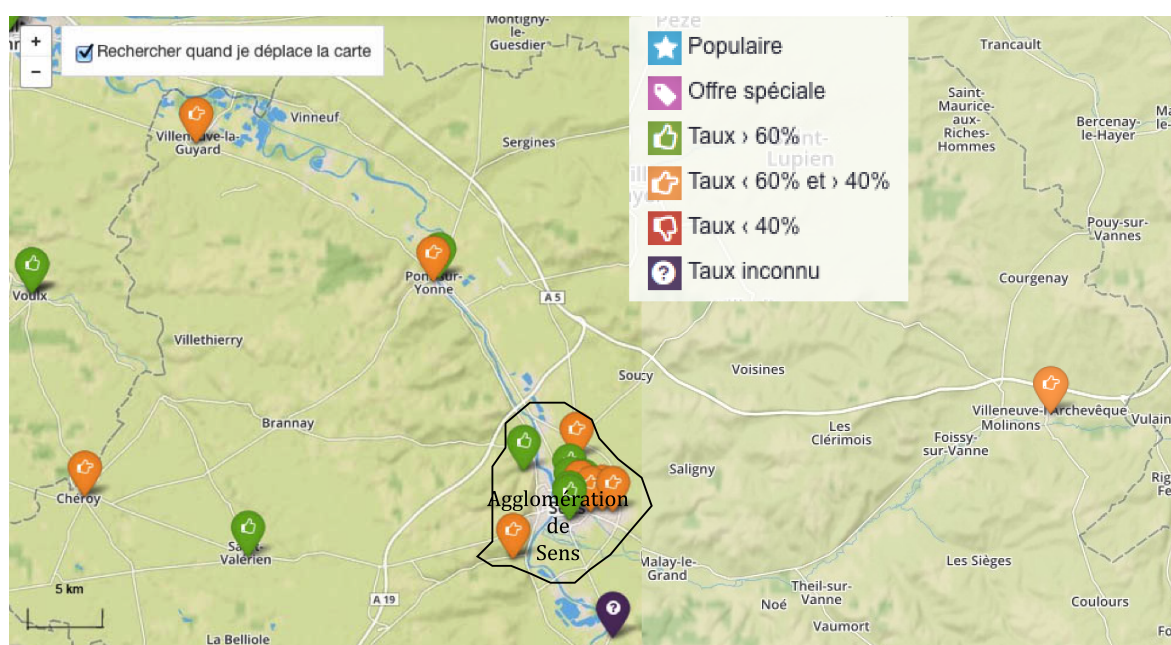 Montigny-
le-
Guesdier
+
−
Rechercher quand je déplace la carte
Populaire
Offre spéciale
Taux › 60%
Taux ‹ 60% et › 40%
Taux ‹ 40%
? Taux inconnu
Trancault
Saint-
Maurice-
aux-
Riches-
Hommes
Bercenay-
le-Hayer
Vinneuf
Guyard
Sergines
Lupien
Pouy-sur-
Vannes
Courgenay
Voulx
Yonne
A 5
Villethierry
Soucy
Voisines
Villeneuve-l'Archevêque
Molinons
Les
Clérimois
Foissy-
sur-Vanne
Brannay
Saligny
Chéroy
Agglomération
de
Sens
Valérien
Malay-le-
Grand
Les Sièges
Theil-sur-
Vanne
Noé
Vaumort
Coulours
5 km
A 19
?
La Belliole